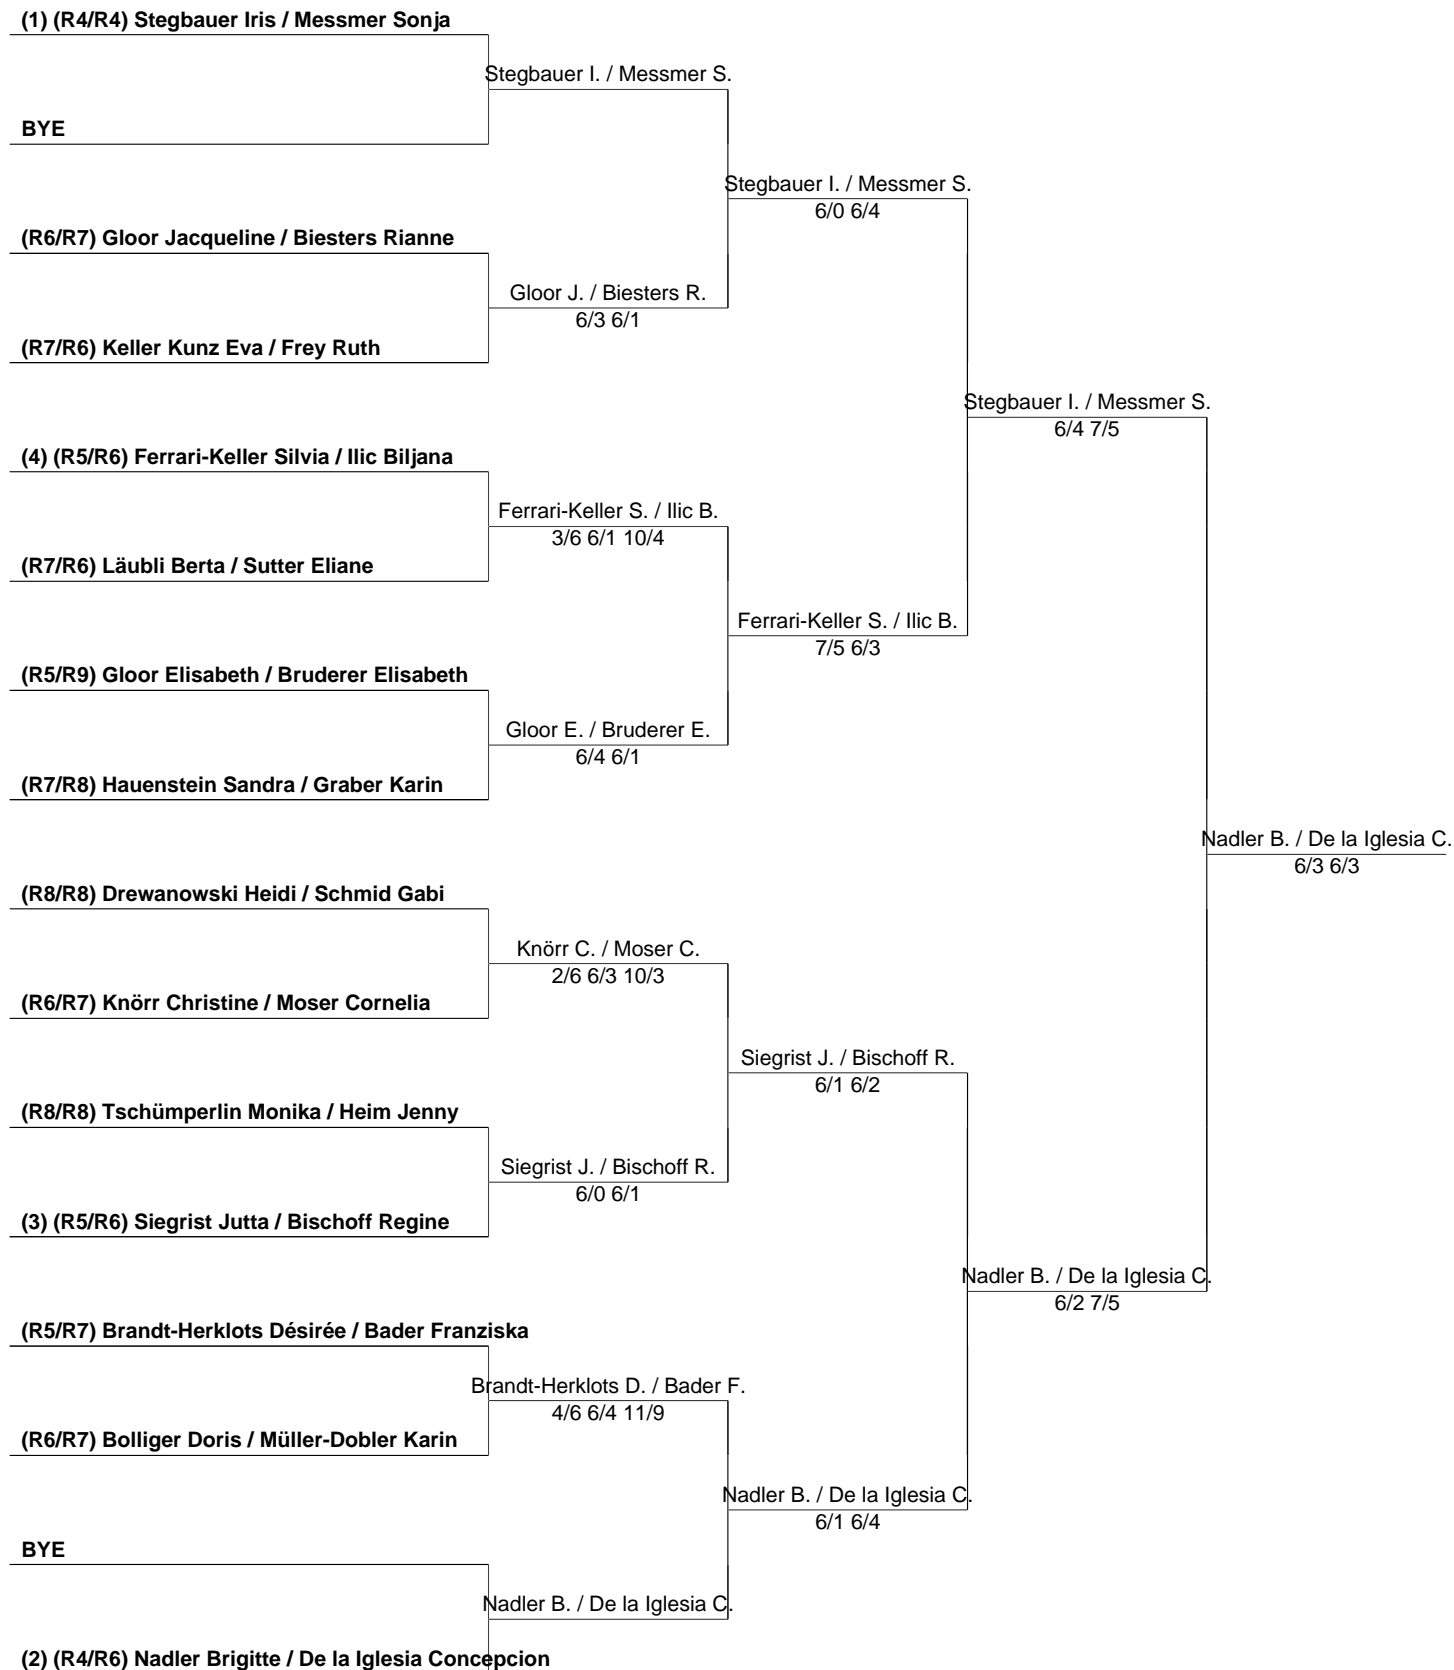 (1) (R4/R4) Stegbauer Iris / Messmer Sonja
Stegbauer I. / Messmer S.
BYE
Stegbauer I. / Messmer S.
6/0 6/4
(R6/R7) Gloor Jacqueline / Biesters Rianne
Gloor J. / Biesters R.
6/3 6/1
(R7/R6) Keller Kunz Eva / Frey Ruth
Stegbauer I. / Messmer S.
6/4 7/5
(4) (R5/R6) Ferrari-Keller Silvia / Ilic Biljana
Ferrari-Keller S. / Ilic B.
3/6 6/1 10/4
(R7/R6) Läubli Berta / Sutter Eliane
Ferrari-Keller S. / Ilic B.
7/5 6/3
(R5/R9) Gloor Elisabeth / Bruderer Elisabeth
Gloor E. / Bruderer E.
6/4 6/1
(R7/R8) Hauenstein Sandra / Graber Karin
Nadler B. / De la Iglesia C.
6/3 6/3
(R8/R8) Drewanowski Heidi / Schmid Gabi
Knörr C. / Moser C.
2/6 6/3 10/3
(R6/R7) Knörr Christine / Moser Cornelia
Siegrist J. / Bischoff R.
6/1 6/2
(R8/R8) Tschümperlin Monika / Heim Jenny
Siegrist J. / Bischoff R.
6/0 6/1
(3) (R5/R6) Siegrist Jutta / Bischoff Regine
Nadler B. / De la Iglesia C.
6/2 7/5
(R5/R7) Brandt-Herklots Désirée / Bader Franziska
Brandt-Herklots D. / Bader F.
4/6 6/4 11/9
(R6/R7) Bolliger Doris / Müller-Dobler Karin
Nadler B. / De la Iglesia C.
6/1 6/4
BYE
Nadler B. / De la Iglesia C.
(2) (R4/R6) Nadler Brigitte / De la Iglesia Concepcion